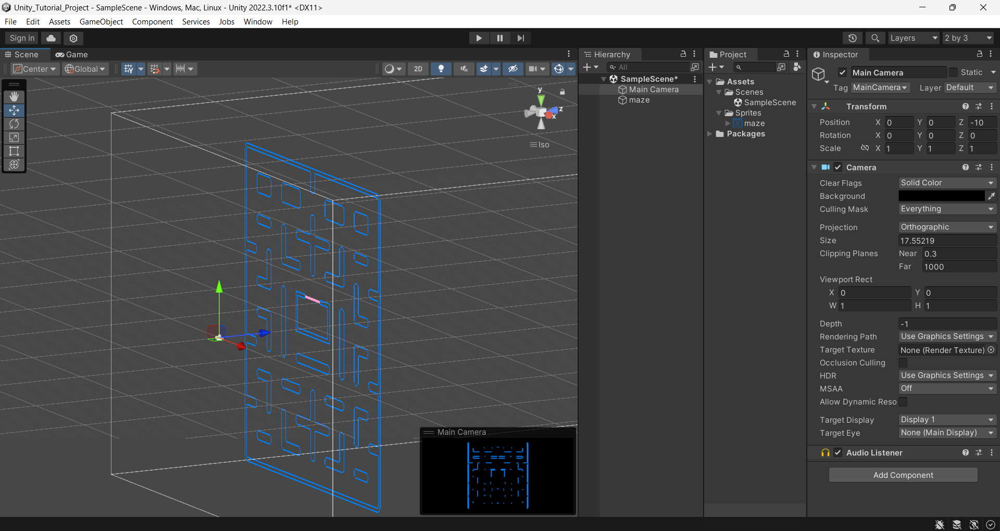 Unity_Tutorial_Project - SampleScene - Windows, Mac, Linux - Unity 2022.3.10f1* <DX11>
File Edit Assets GameObject Component Services Jobs Window Help
Sign in
Layers
2 by 3
Scene
Game
Center
Global
2D
y
z
x
Iso
Main Camera
Hierarchy
All
SampleScene*
Main Camera
maze
Project
Assets
Scenes
SampleScene
Sprites
maze
Packages
Inspector
Main Camera
Static
Tag MainCamera Layer Default
Transform
Position X 0 Y 0 Z -10
Rotation X 0 Y 0 Z 0
Scale X 1 Y 1 Z 1
Camera
Clear Flags Solid Color
Background
Culling Mask Everything
Projection Orthographic
Size 17.55219
Clipping Planes Near 0.3
Far 1000
Viewport Rect
X 0 Y 0
W 1 H 1
Depth -1
Rendering Path Use Graphics Settings
Target Texture None (Render Texture)
Occlusion Culling
HDR Use Graphics Settings
MSAA Off
Allow Dynamic Reso
Target Display Display 1
Target Eye None (Main Display)
Audio Listener
Add Component